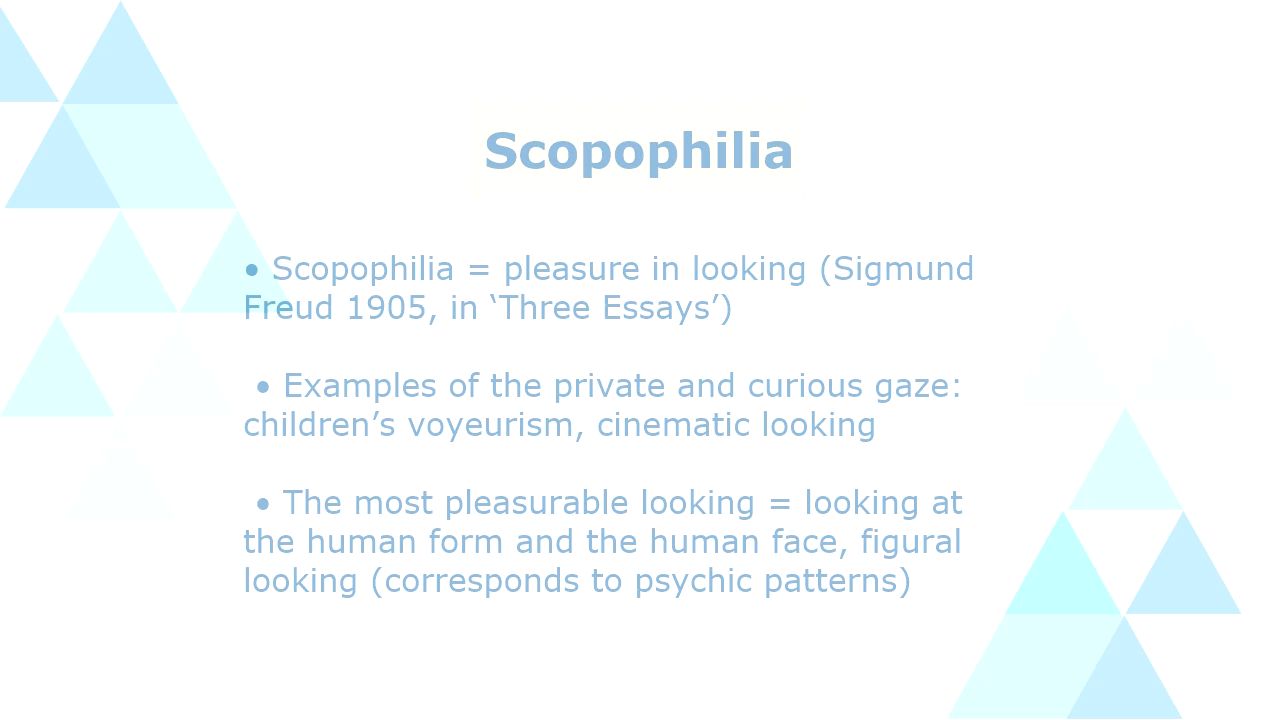 Scopophilia
• Scopophilia = pleasure in looking (Sigmund
Freud 1905, in ‘Three Essays’)
• Examples of the private and curious gaze:
children’s voyeurism, cinematic looking
• The most pleasurable looking = looking at
the human form and the human face, figural
looking (corresponds to psychic patterns)